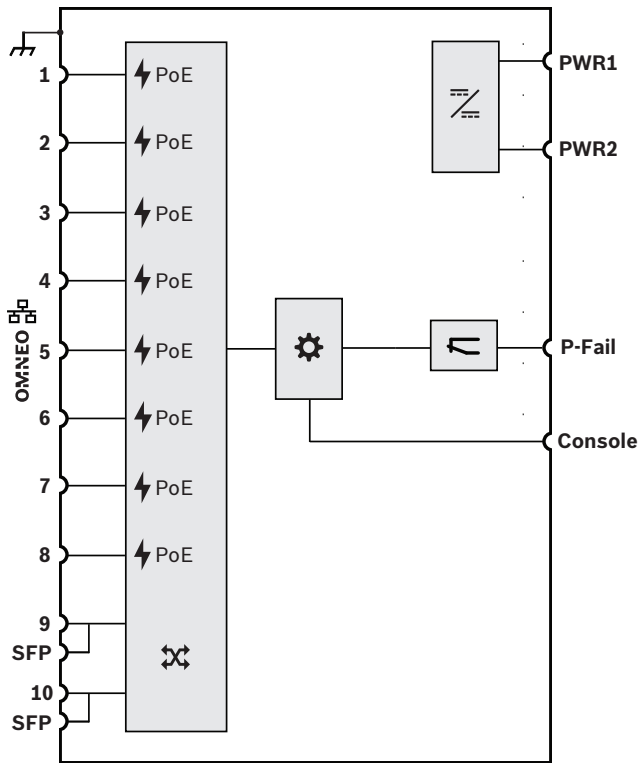 1 PoE
2 PoE
3 PoE
4 PoE
5 PoE
6 PoE
7 PoE
8 PoE
9
SFP
10
SFP
OMNEO
PWR1
PWR2
P-Fail
Console